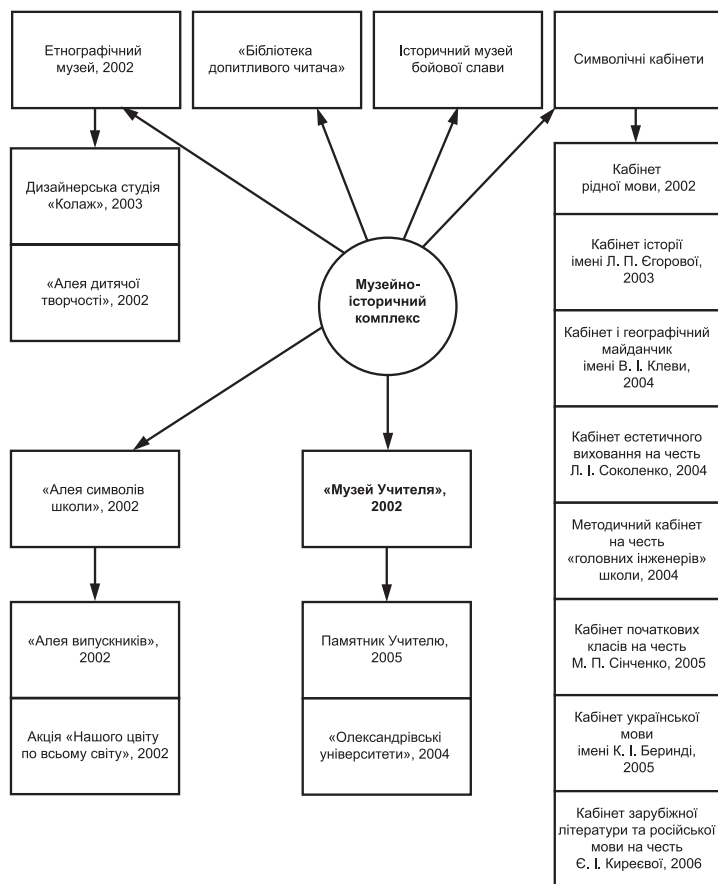 Етнографічний
музей, 2002
«Бібліотека
допитливого читача»
Історичний музей
бойової слави
Символічні кабінети
Дизайнерська студія
«Колаж», 2003
«Алея дитячої
творчості», 2002
Музейно-
історичний
комплекс
Кабінет
рідної мови, 2002
Кабінет історії
імені Л. П. Єгорової,
2003
Кабінет і географічний
майданчик
імені В. І. Клеви,
2004
Кабінет естетичного
виховання на честь
Л. І. Соколенко, 2004
Методичний кабінет
на честь
«головних інженерів»
школи, 2004
Кабінет початкових
класів на честь
М. П. Сінченко, 2005
Кабінет української
мови
імені К. І. Беринді,
2005
Кабінет зарубіжної
літератури та російської
мови на честь
Є. І. Киреєвої, 2006
«Алея символів
школи», 2002
«Музей Учителя»,
2002
«Алея випускників»,
2002
Акція «Нашого цвіту
по всьому світу», 2002
Памятник Учителю,
2005
«Олександрівські
університети», 2004